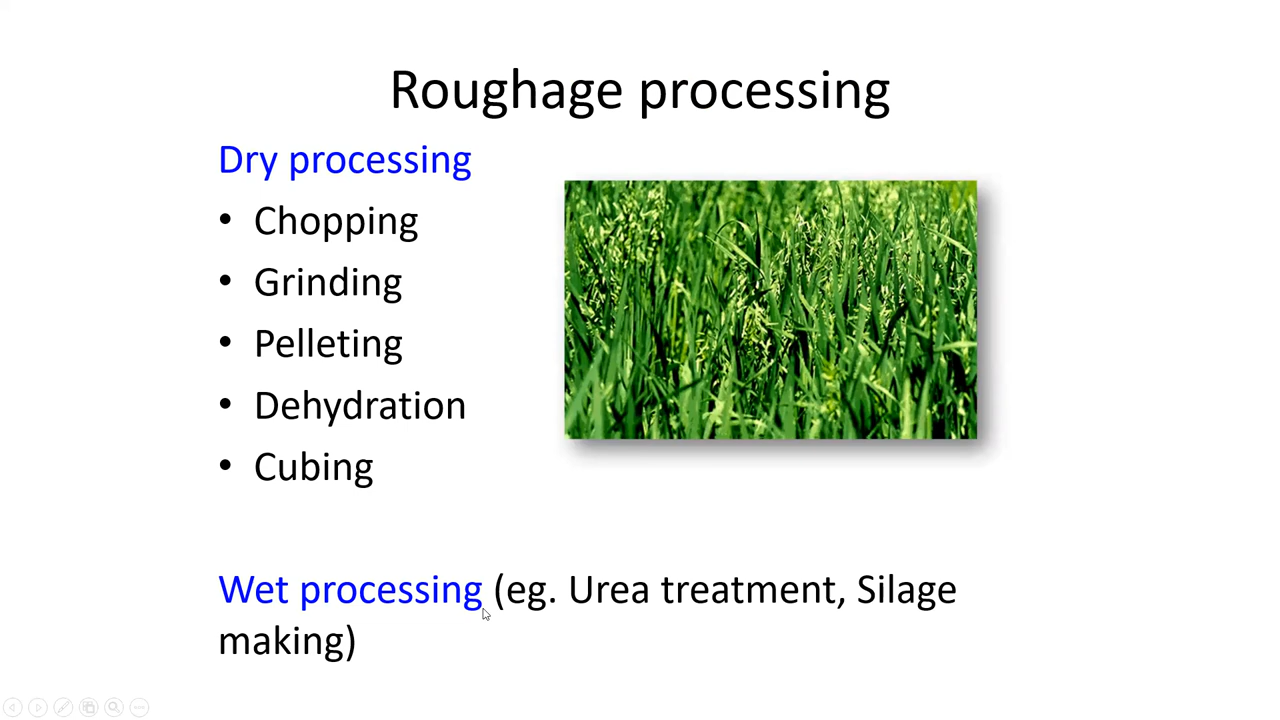 Roughage processing
Dry processing
• Chopping
• Grinding
• Pelleting
• Dehydration
• Cubing
Wet processing (eg. Urea treatment, Silage
making)